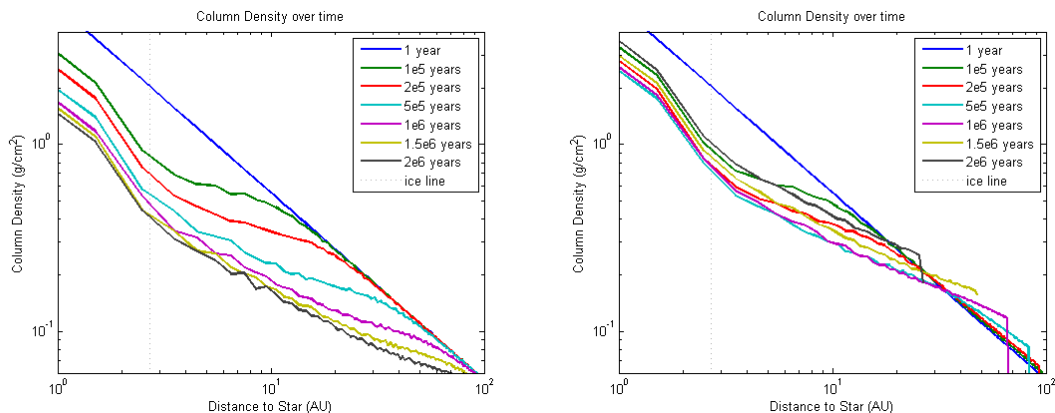 Column Density over time
Column Density (g/cm²)
10⁰
10⁻¹
1 year
1e5 years
2e5 years
5e5 years
1e6 years
1.5e6 years
2e6 years
ice line
10⁰
10¹
10²
Distance to Star (AU)
Column Density over time
Column Density (g/cm²)
10⁰
10⁻¹
1 year
1e5 years
2e5 years
5e5 years
1e6 years
1.5e6 years
2e6 years
ice line
10⁰
10¹
10²
Distance to Star (AU)